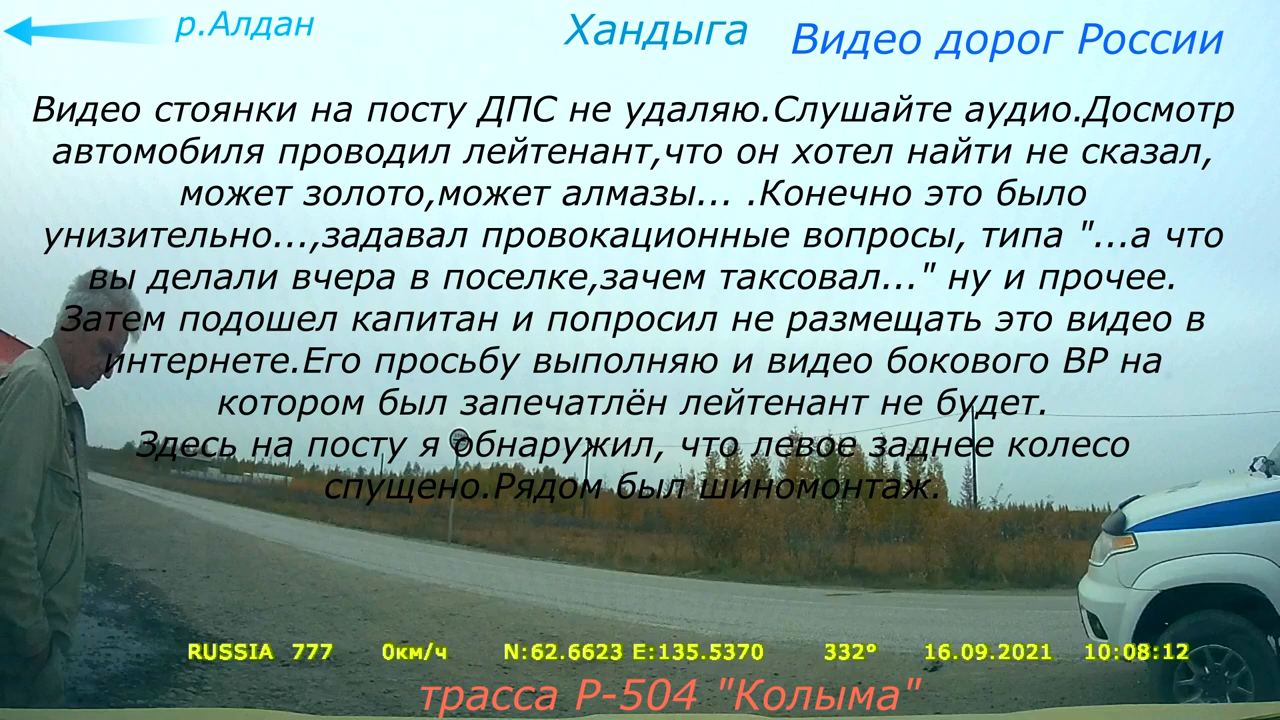 р.Алдан
Хандыга
Видео дорог России
Видео стоянки на посту ДПС не удаляю.Слушайте аудио.Досмотр
автомобиля проводил лейтенант,что он хотел найти не сказал,
может золото,может алмазы... .Конечно это было
унизительно...,задавал провокационные вопросы, типа "...а что
вы делали вчера в поселке,зачем таксовал..." ну и прочее.
Затем подошел капитан и попросил не размещать это видео в
интернете.Его просьбу выполняю и видео бокового ВР на
котором был запечатлён лейтенант не будет.
Здесь на посту я обнаружил, что левое заднее колесо
спущено.Рядом был шиномонтаж.
RUSSIA 777 0км/ч N:62.6623 E:135.5370 332° 16.09.2021 10:08:12
трасса Р-504 "Колыма"